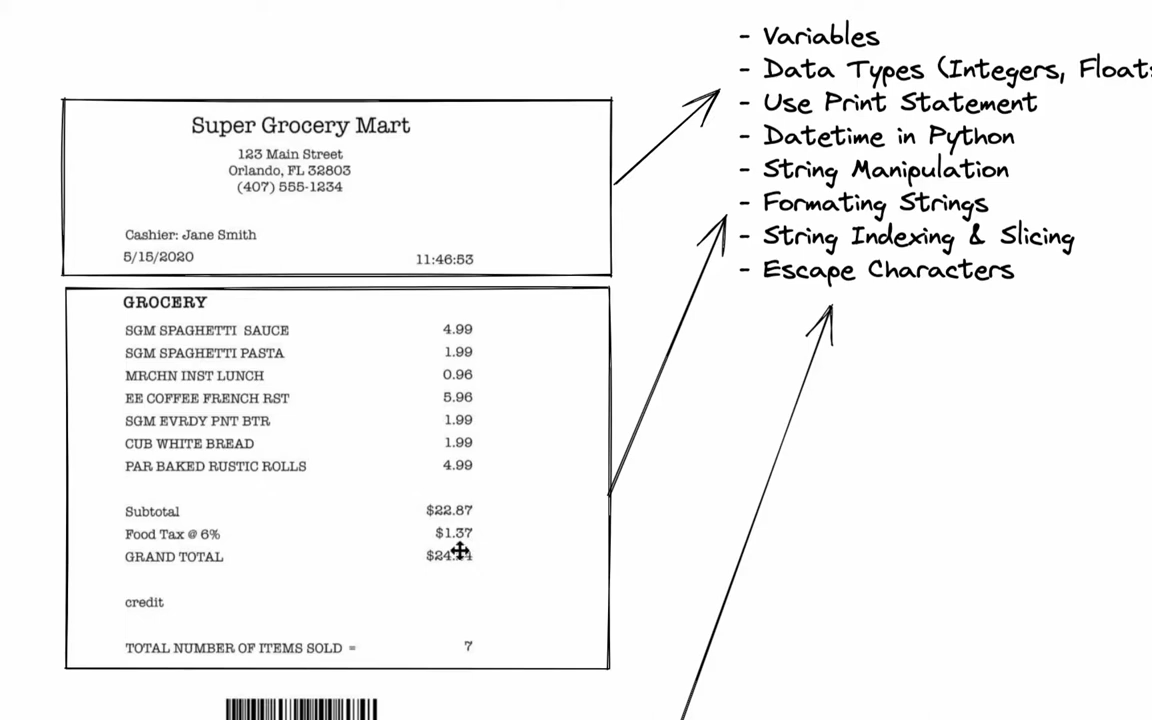 Super Grocery Mart
123 Main Street
Orlando, FL 32803
(407) 555-1234
Cashier: Jane Smith
5/15/2020 11:46:53
GROCERY
SGM SPAGHETTI SAUCE 4.99
SGM SPAGHETTI PASTA 1.99
MRCHN INST LUNCH 0.96
EE COFFEE FRENCH RST 5.96
SGM EVRDY PNT BTR 1.99
CUB WHITE BREAD 1.99
PAR BAKED RUSTIC ROLLS 4.99
Subtotal $22.87
Food Tax @ 6% $1.37
GRAND TOTAL
credit
TOTAL NUMBER OF ITEMS SOLD = 7
- Variables
- Data Types (Integers, Floats
- Use Print Statement
- Datetime in Python
- String Manipulation
- Formating Strings
- String Indexing & Slicing
- Escape Characters